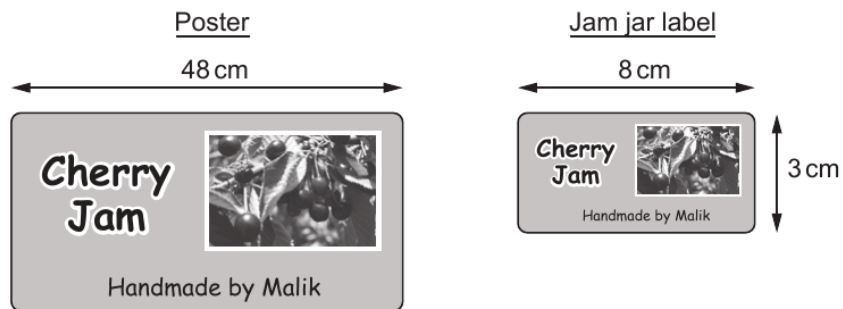 Poster
48 cm
Cherry
Jam
Handmade by Malik
Jam jar label
8 cm
3 cm
Cherry
Jam
Handmade by Malik